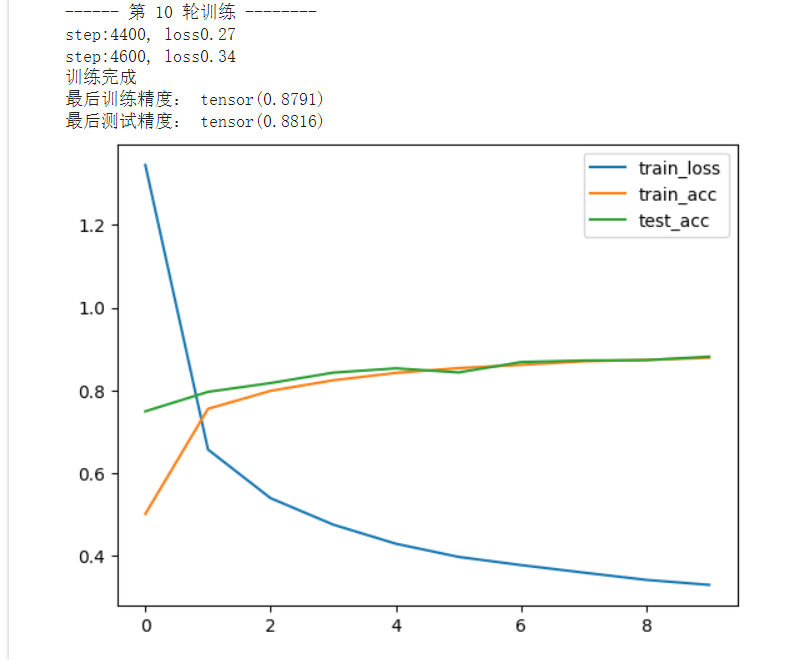 ------ 第 10 轮训练 --------
step:4400, loss0.27
step:4600, loss0.34
训练完成
最后训练精度： tensor(0.8791)
最后测试精度： tensor(0.8816)
train_loss
train_acc
test_acc
1.2
1.0
0.8
0.6
0.4
0 2 4 6 8